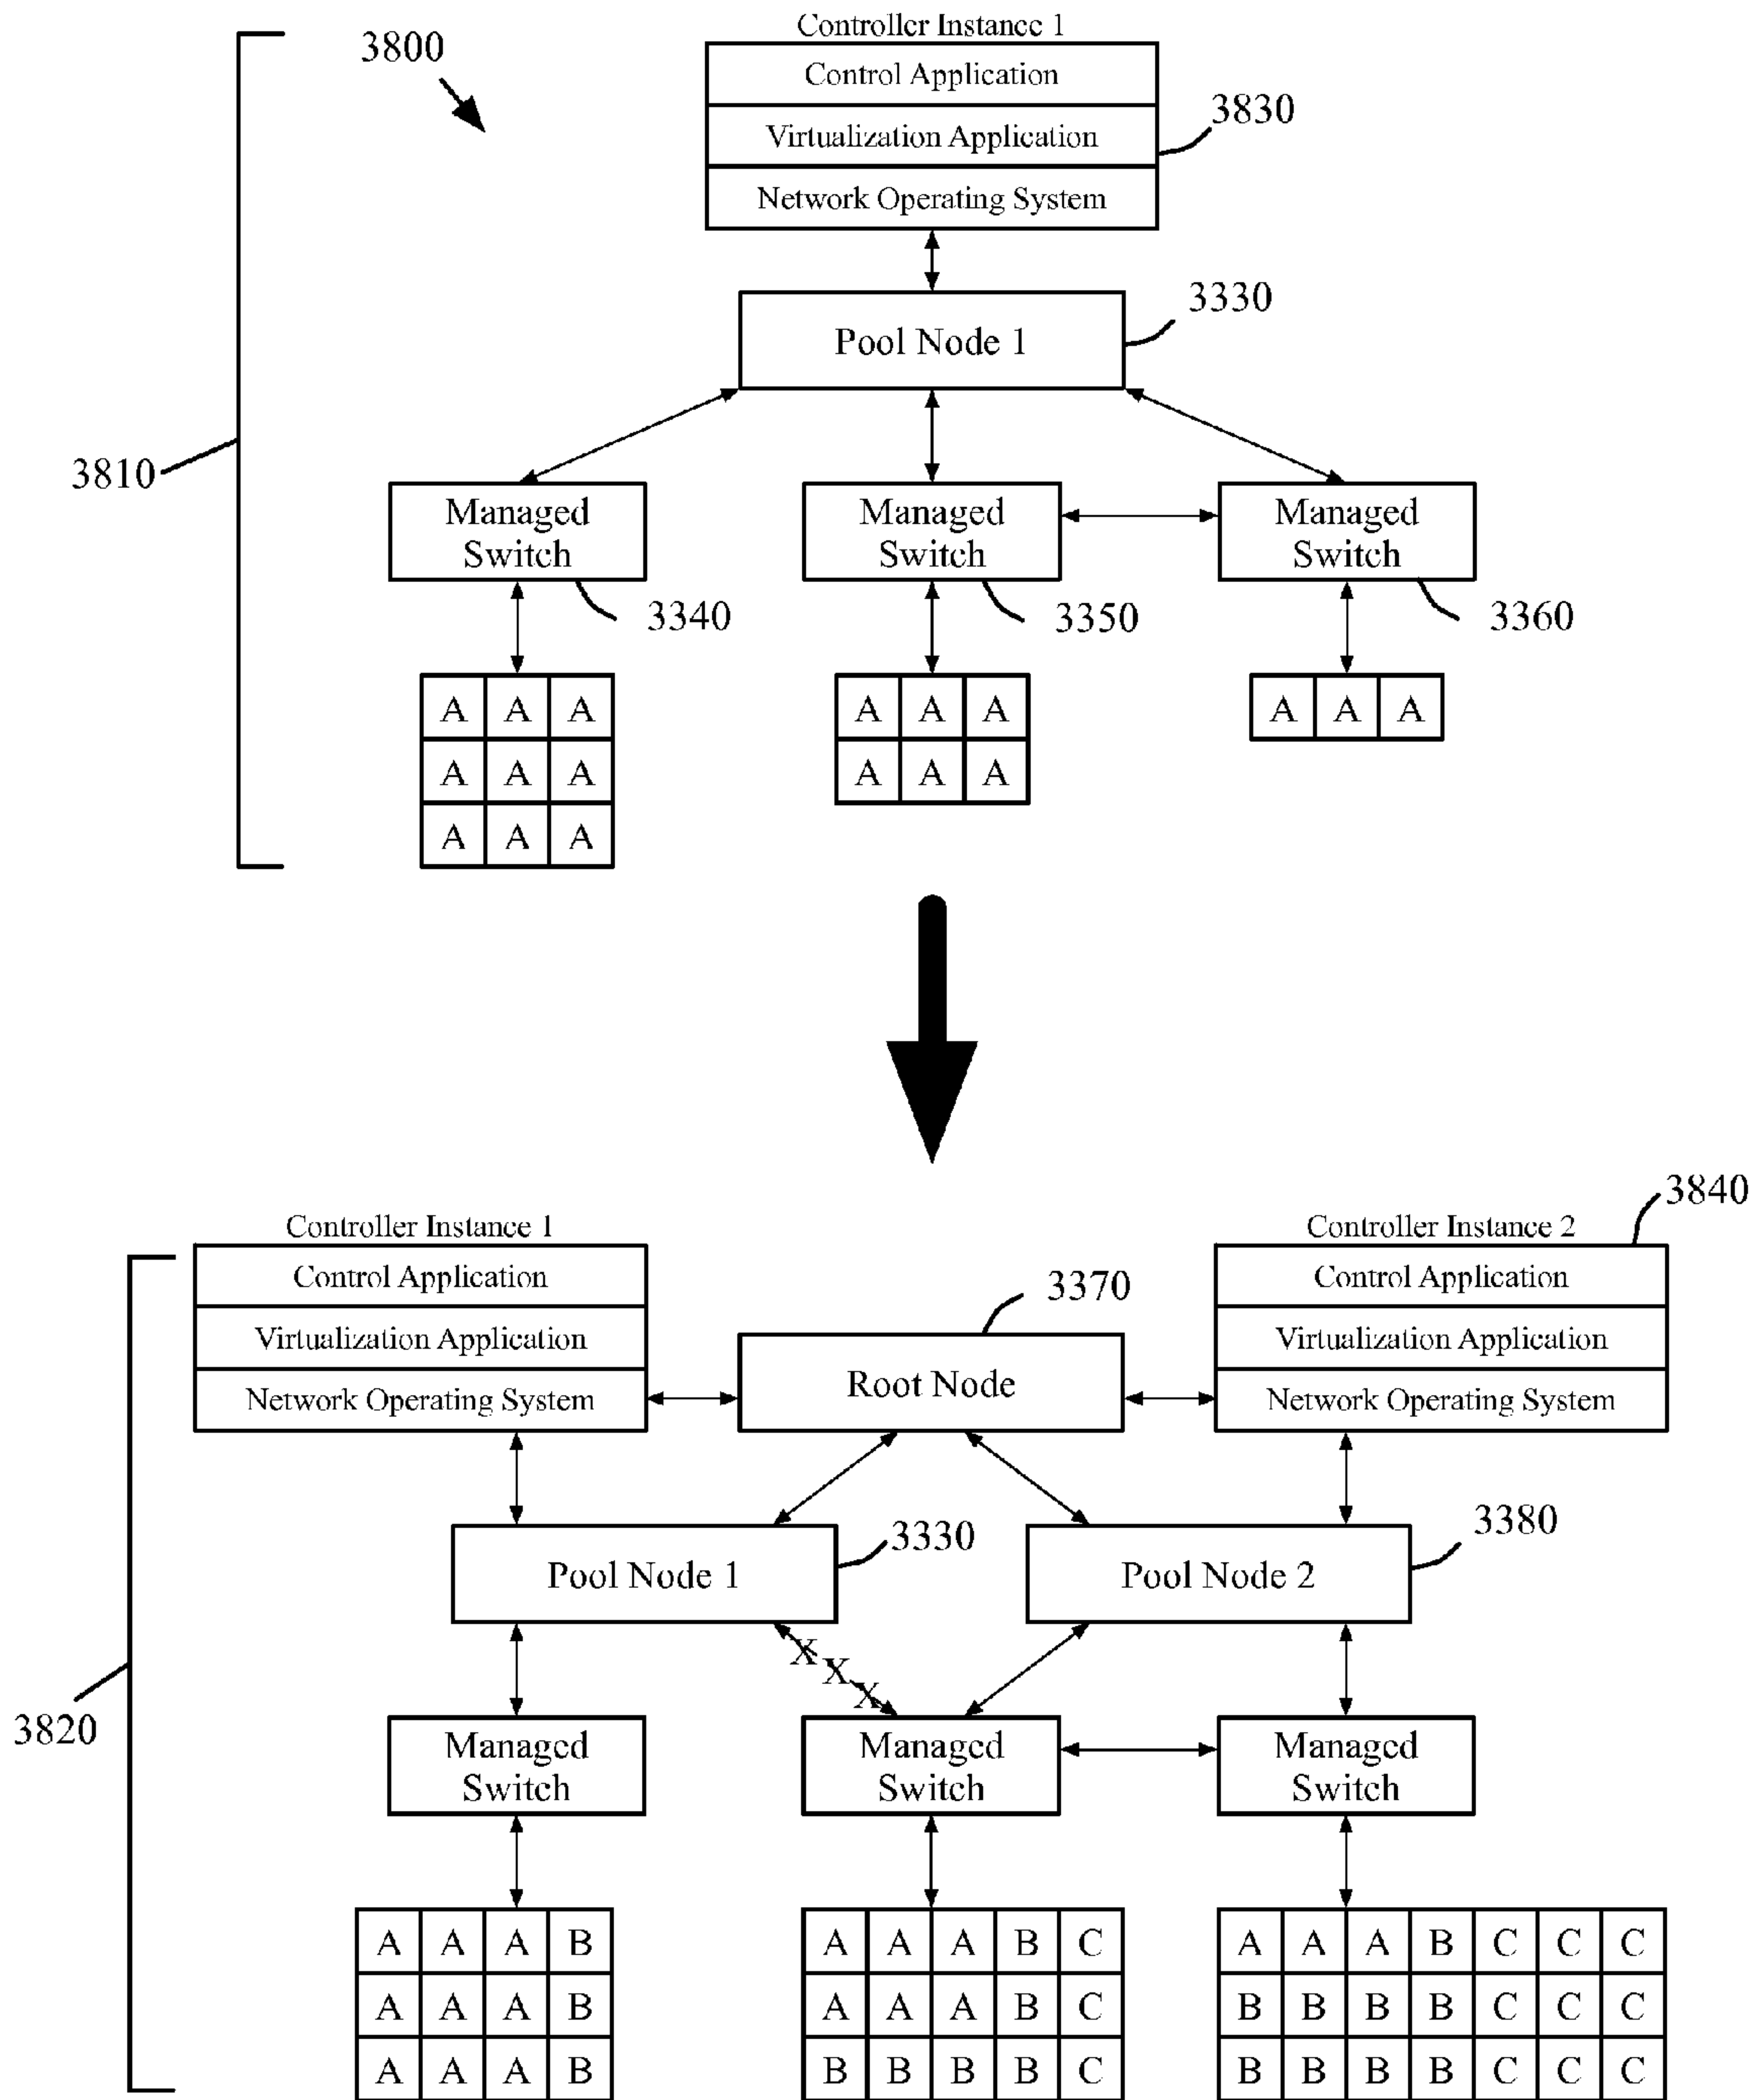 Controller Instance 1
3800
Control Application
3830
Virtualization Application
Network Operating System
3330
Pool Node 1
3810
Managed
Switch
Managed
Switch
Managed
Switch
3340
3350
3360
A A A
A A A
A A A
A A A
A A A
A A A
3840
Controller Instance 1
Controller Instance 2
Control Application
Virtualization Application
Network Operating System
3370
Root Node
Control Application
Virtualization Application
Network Operating System
3330
3380
Pool Node 1
Pool Node 2
X
X
X
3820
Managed
Switch
Managed
Switch
Managed
Switch
A A A B
A A A B
A A A B
A A A B C
A A A B C
B B B B C
A A A B C C C
B B B B C C C
B B B B C C C